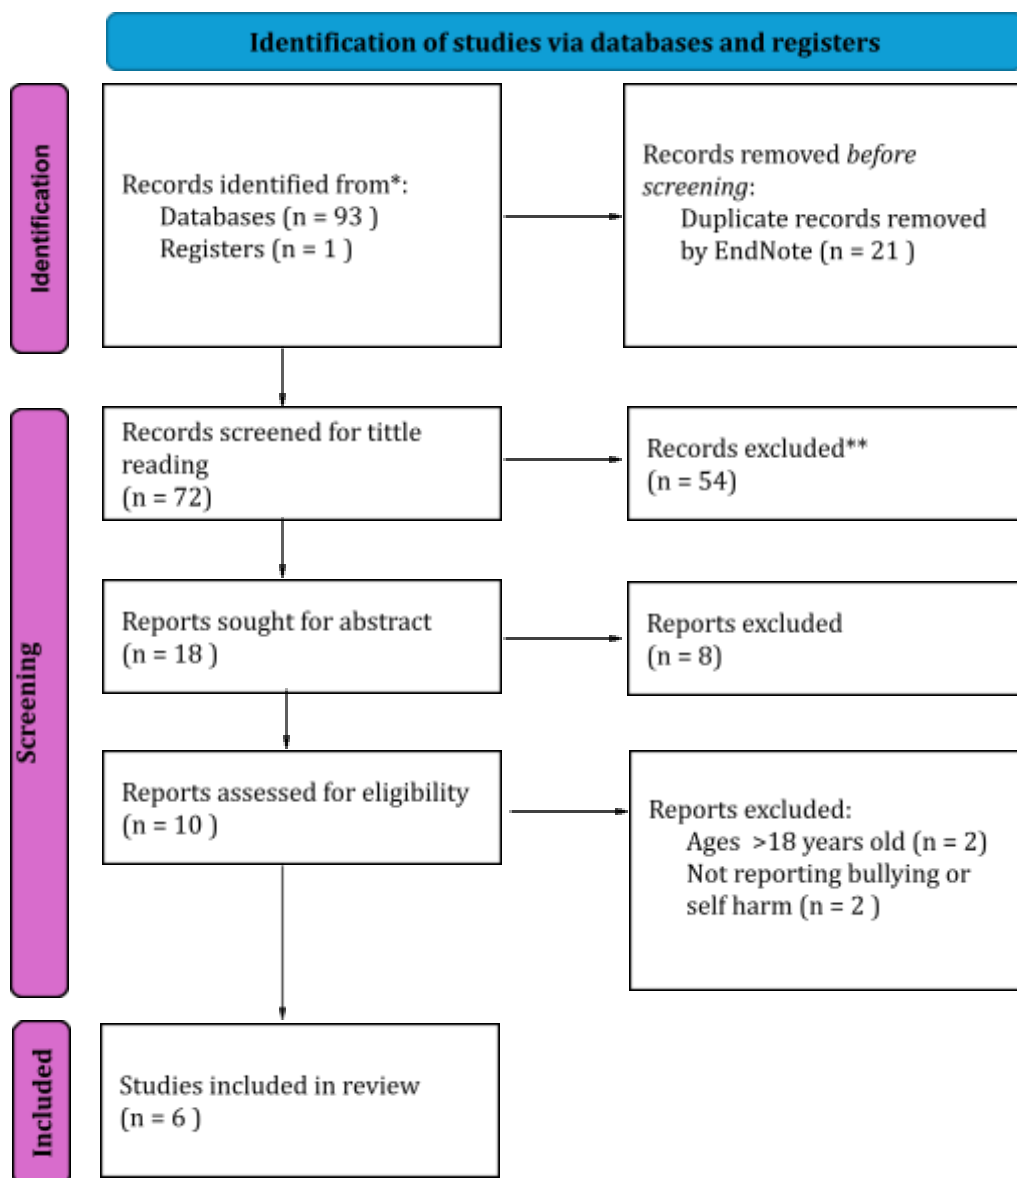 Identification of studies via databases and registers
Identification
Records identified from*:
Databases (n = 93 )
Registers (n = 1 )
Records removed before
screening:
Duplicate records removed
by EndNote (n = 21 )
Screening
Records screened for tittle
reading
(n = 72)
Records excluded**
(n = 54)
Reports sought for abstract
(n = 18 )
Reports excluded
(n = 8)
Reports assessed for eligibility
(n = 10 )
Reports excluded:
Ages >18 years old (n = 2)
Not reporting bullying or
self harm (n = 2 )
Included
Studies included in review
(n = 6 )